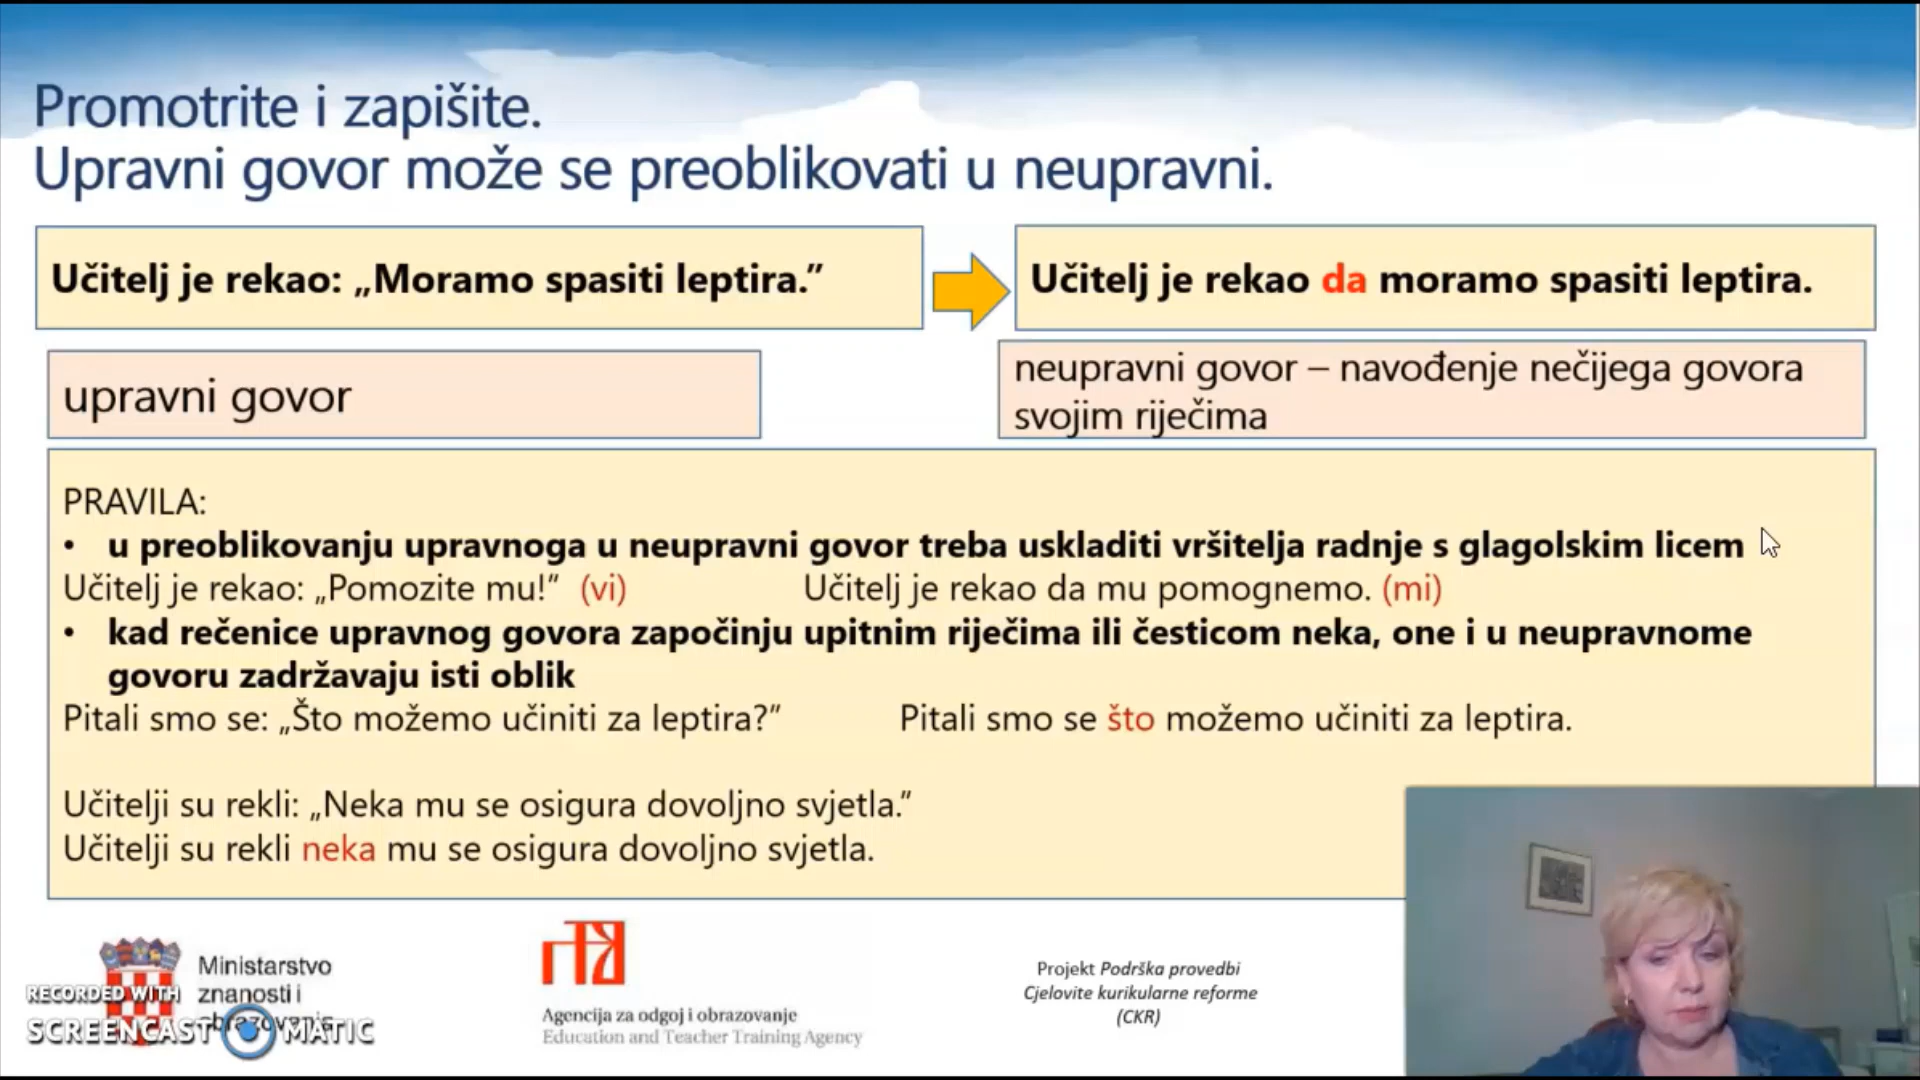 Promotrite i zapišite.
Upravni govor može se preoblikovati u neupravni.
Učitelj je rekao: „Moramo spasiti leptira.”
Učitelj je rekao da moramo spasiti leptira.
upravni govor
neupravni govor – navođenje nečijega govora
svojim riječima
PRAVILA:
• u preoblikovanju upravnoga u neupravni govor treba uskladiti vršitelja radnje s glagolskim licem
Učitelj je rekao: „Pomozite mu!” (vi) Učitelj je rekao da mu pomognemo. (mi)
• kad rečenice upravnog govora započinju upitnim riječima ili česticom neka, one i u neupravnome
govoru zadržavaju isti oblik
Pitali smo se: „Što možemo učiniti za leptira?” Pitali smo se što možemo učiniti za leptira.
Učitelji su rekli: „Neka mu se osigura dovoljno svjetla.”
Učitelji su rekli neka mu se osigura dovoljno svjetla.
Ministarstvo
znanosti i
obrazovanja
RECORDED WITH
SCREENCAST MATIC
Agencija za odgoj i obrazovanje
Education and Teacher Training Agency
Projekt Podrška provedbi
Cjelovite kurikularne reforme
(CKR)